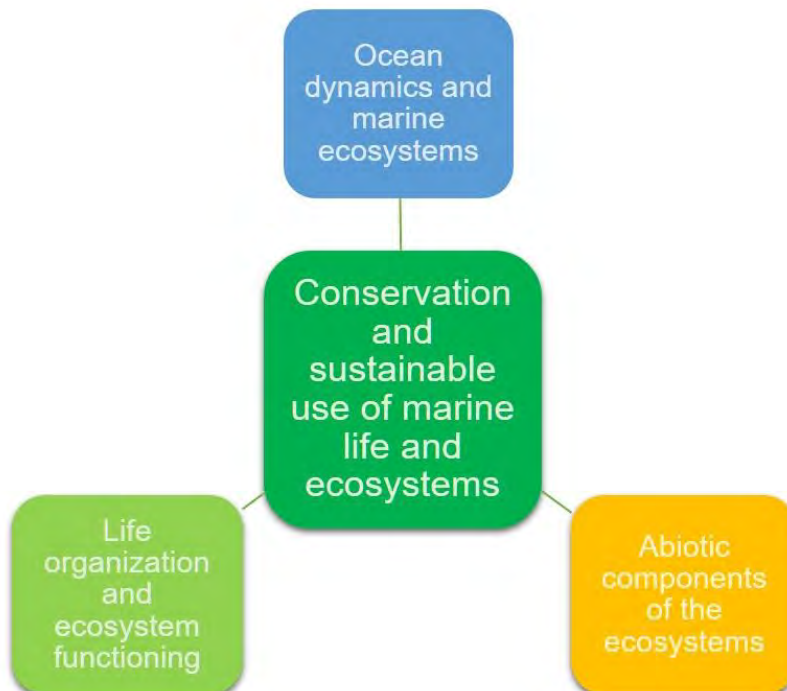 Ocean
dynamics and
marine
ecosystems
Conservation
and
sustainable
use of marine
life and
ecosystems
Life
organization
and
ecosystem
functioning
Abiotic
components
of the
ecosystems